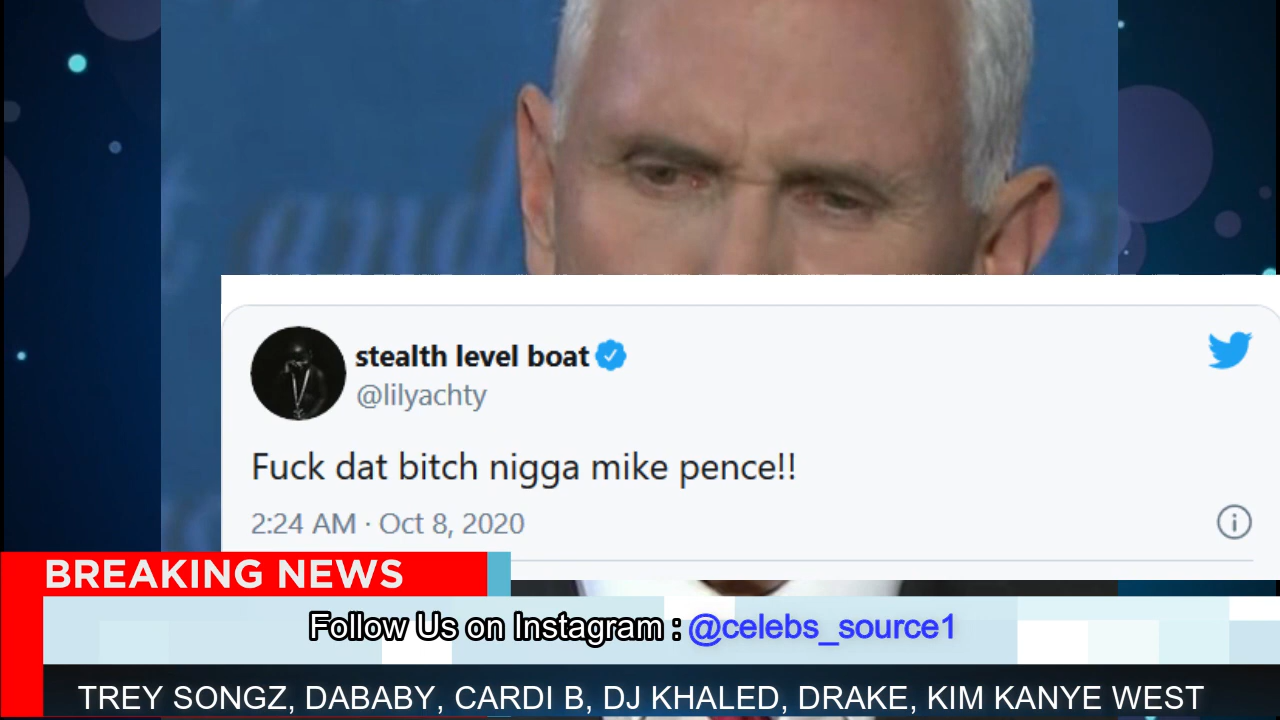 t and
stealth level boat
@lilyachty
Fuck dat bitch nigga mike pence!!
2:24 AM · Oct 8, 2020
BREAKING NEWS
Follow Us on Instagram : @celebs_source1
TREY SONGZ, DABABY, CARDI B, DJ KHALED, DRAKE, KIM KANYE WEST